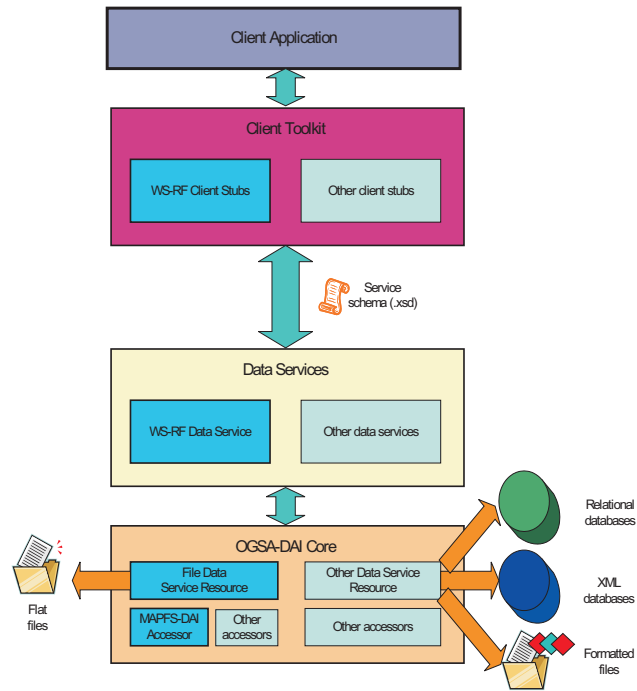 Client Application
Client Toolkit
WS-RF Client Stubs
Other client stubs
Service
schema (.xsd)
Data Services
WS-RF Data Service
Other data services
OGSA-DAI Core
File Data
Service Resource
Other Data Service
Resource
MAPFS-DAI
Accessor
Other
accessors
Other accessors
Flat
files
Relational
databases
XML
databases
Formatted
files